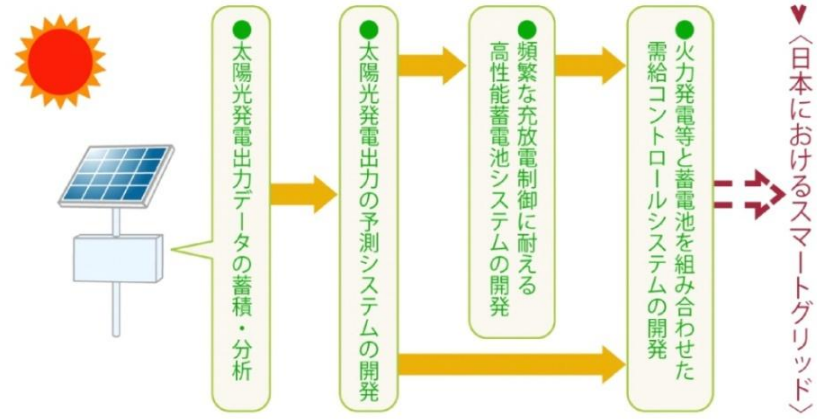 ●太陽光発電出力データの蓄積・分析
●太陽光発電出力の予測システムの開発
●頻繁な充放電制御に耐える
高性能蓄電池システムの開発
●火力発電等と蓄電池を組み合わせた
需給コントロールシステムの開発
▼〈日本におけるスマートグリッド〉